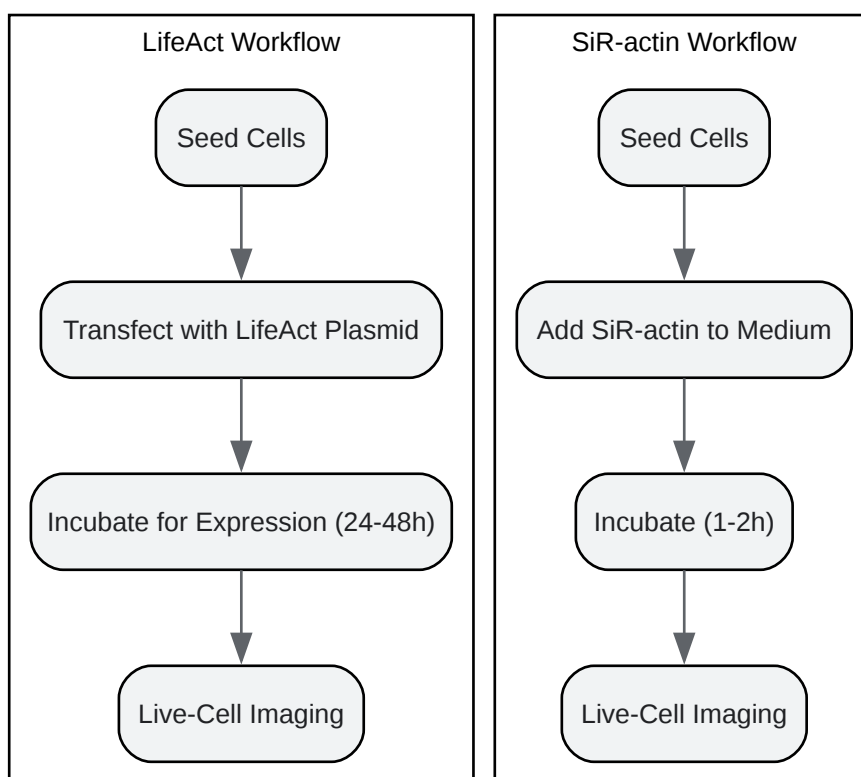 LifeAct Workflow
Seed Cells
Transfect with LifeAct Plasmid
Incubate for Expression (24-48h)
Live-Cell Imaging
SiR-actin Workflow
Seed Cells
Add SiR-actin to Medium
Incubate (1-2h)
Live-Cell Imaging